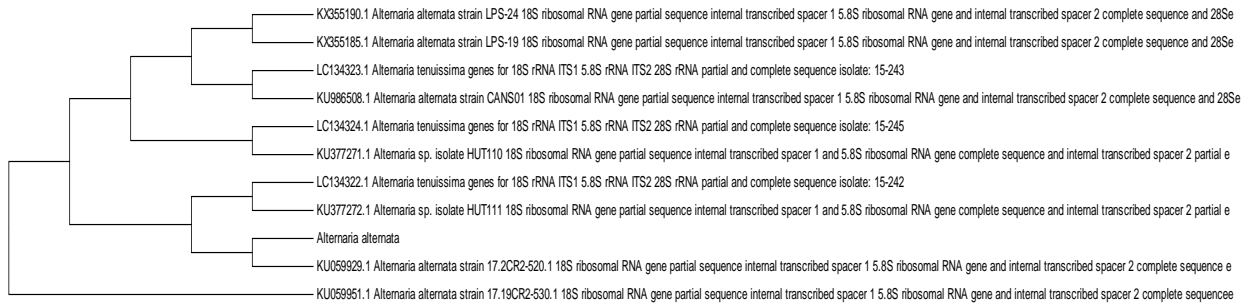 KX355190.1 Alternaria alternata strain LPS-24 18S ribosomal RNA gene partial sequence internal transcribed spacer 1 5.8S ribosomal RNA gene and internal transcribed spacer 2 complete sequence and 28Se
KX355185.1 Alternaria alternata strain LPS-19 18S ribosomal RNA gene partial sequence internal transcribed spacer 1 5.8S ribosomal RNA gene and internal transcribed spacer 2 complete sequence and 28Se
LC134323.1 Alternaria tenuissima genes for 18S rRNA ITS1 5.8S rRNA ITS2 28S rRNA partial and complete sequence isolate: 15-243
KU986508.1 Alternaria alternata strain CANS01 18S ribosomal RNA gene partial sequence internal transcribed spacer 1 5.8S ribosomal RNA gene and internal transcribed spacer 2 complete sequence and 28Se
LC134324.1 Alternaria tenuissima genes for 18S rRNA ITS1 5.8S rRNA ITS2 28S rRNA partial and complete sequence isolate: 15-245
KU377271.1 Alternaria sp. isolate HUT110 18S ribosomal RNA gene partial sequence internal transcribed spacer 1 and 5.8S ribosomal RNA gene complete sequence and internal transcribed spacer 2 partial e
LC134322.1 Alternaria tenuissima genes for 18S rRNA ITS1 5.8S rRNA ITS2 28S rRNA partial and complete sequence isolate: 15-242
KU377272.1 Alternaria sp. isolate HUT111 18S ribosomal RNA gene partial sequence internal transcribed spacer 1 and 5.8S ribosomal RNA gene complete sequence and internal transcribed spacer 2 partial e
Alternaria alternata
KU059929.1 Alternaria alternata strain 17.2CR2-520.1 18S ribosomal RNA gene partial sequence internal transcribed spacer 1 5.8S ribosomal RNA gene and internal transcribed spacer 2 complete sequence e
KU059951.1 Alternaria alternata strain 17.19CR2-530.1 18S ribosomal RNA gene partial sequence internal transcribed spacer 1 5.8S ribosomal RNA gene and internal transcribed spacer 2 complete sequencee